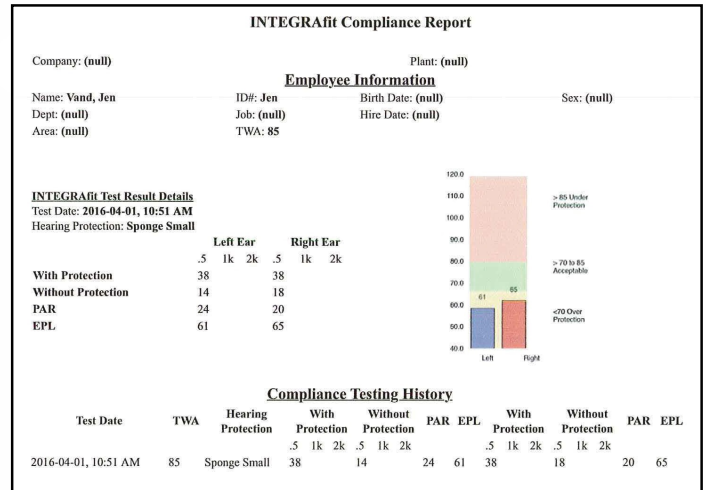 INTEGRAfit Compliance Report
Company: (null) Plant: (null)
Employee Information
Name: Vand, Jen ID#: Jen Birth Date: (null) Sex: (null)
Dept: (null) Job: (null) Hire Date: (null)
Area: (null) TWA: 85
INTEGRAfit Test Result Details
Test Date: 2016-04-01, 10:51 AM
Hearing Protection: Sponge Small
Left Ear Right Ear
.5 1k 2k .5 1k 2k
With Protection 38 38
Without Protection 14 18
PAR 24 20
EPL 61 65
120.0
110.0
100.0
90.0
80.0
70.0
60.0
50.0
40.0
> 85 Under
Protection
> 70 to 85
Acceptable
<70 Over
Protection
61 65
Left Right
Compliance Testing History
Test Date TWA Hearing Protection With Protection Without Protection PAR EPL With Protection Without Protection PAR EPL
.5 1k 2k .5 1k 2k .5 1k 2k .5 1k 2k
2016-04-01, 10:51 AM 85 Sponge Small 38 14 24 61 38 18 20 65